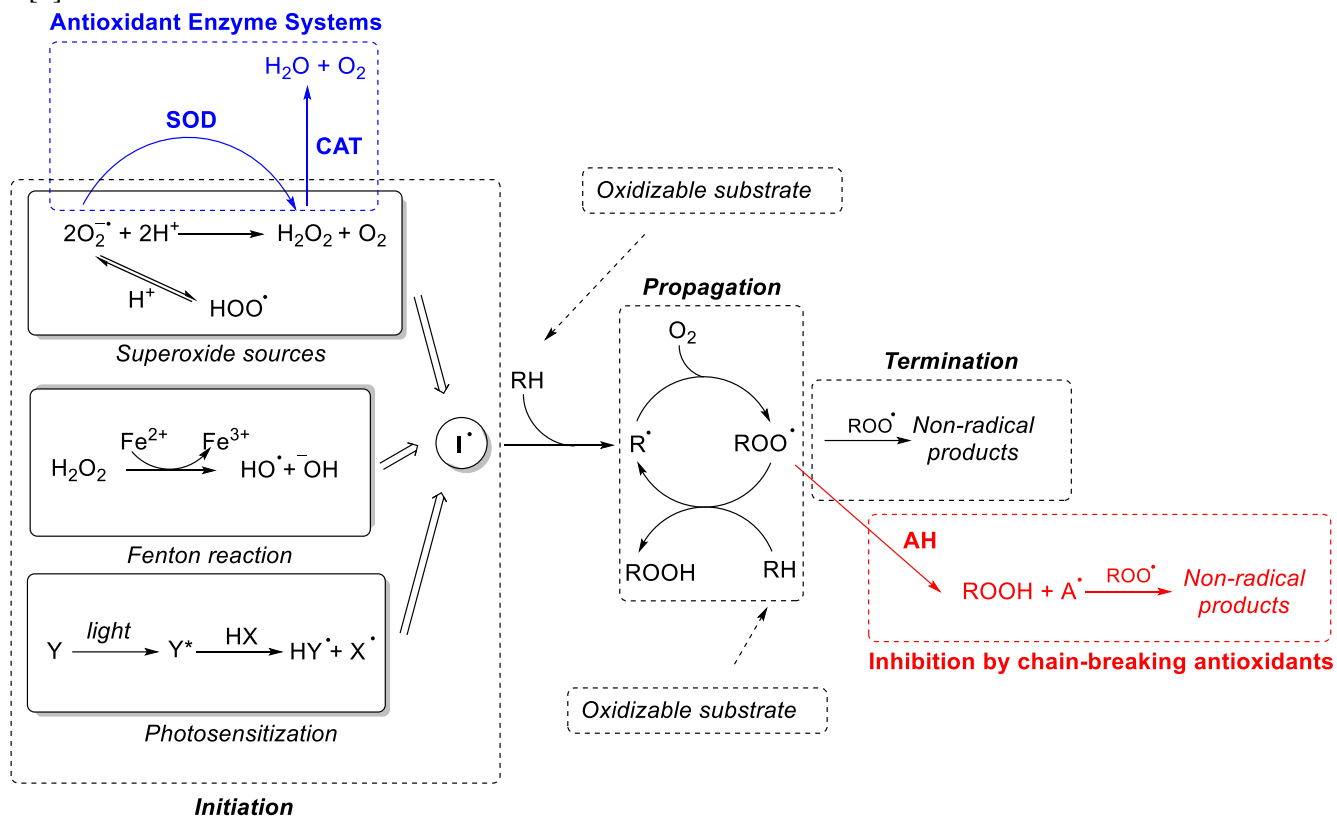 Antioxidant Enzyme Systems
H₂O + O₂
SOD
CAT
2O₂⁻• + 2H⁺ H₂O₂ + O₂
H⁺
HOO•
Superoxide sources
Fe²⁺ Fe³⁺
H₂O₂ HO• + ⁻OH
Fenton reaction
light HX
Y Y* HY• + X•
Photosensitization
Initiation
I•
Oxidizable substrate
RH
Propagation
O₂
R• ROO•
ROOH RH
Oxidizable substrate
Termination
ROO• Non-radical
products
AH
ROOH + A• ROO• Non-radical
products
Inhibition by chain-breaking antioxidants